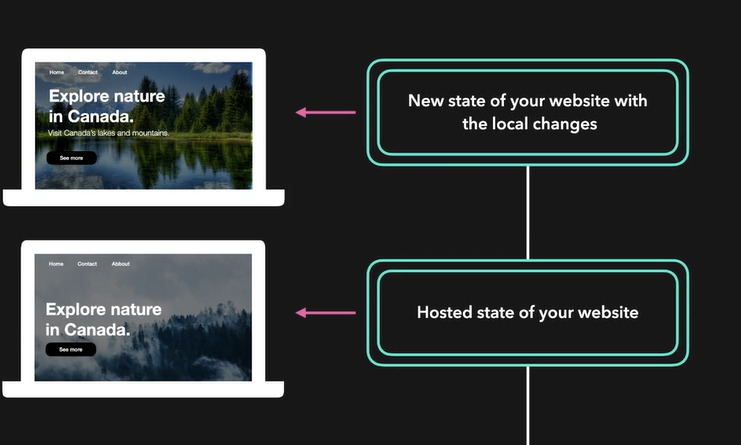 Home Contact About
Explore nature
in Canada.
Visit Canada's lakes and mountains.
See more
New state of your website with
the local changes
Home Contact Abbout
Explore nature
in Canada.
See more
Hosted state of your website